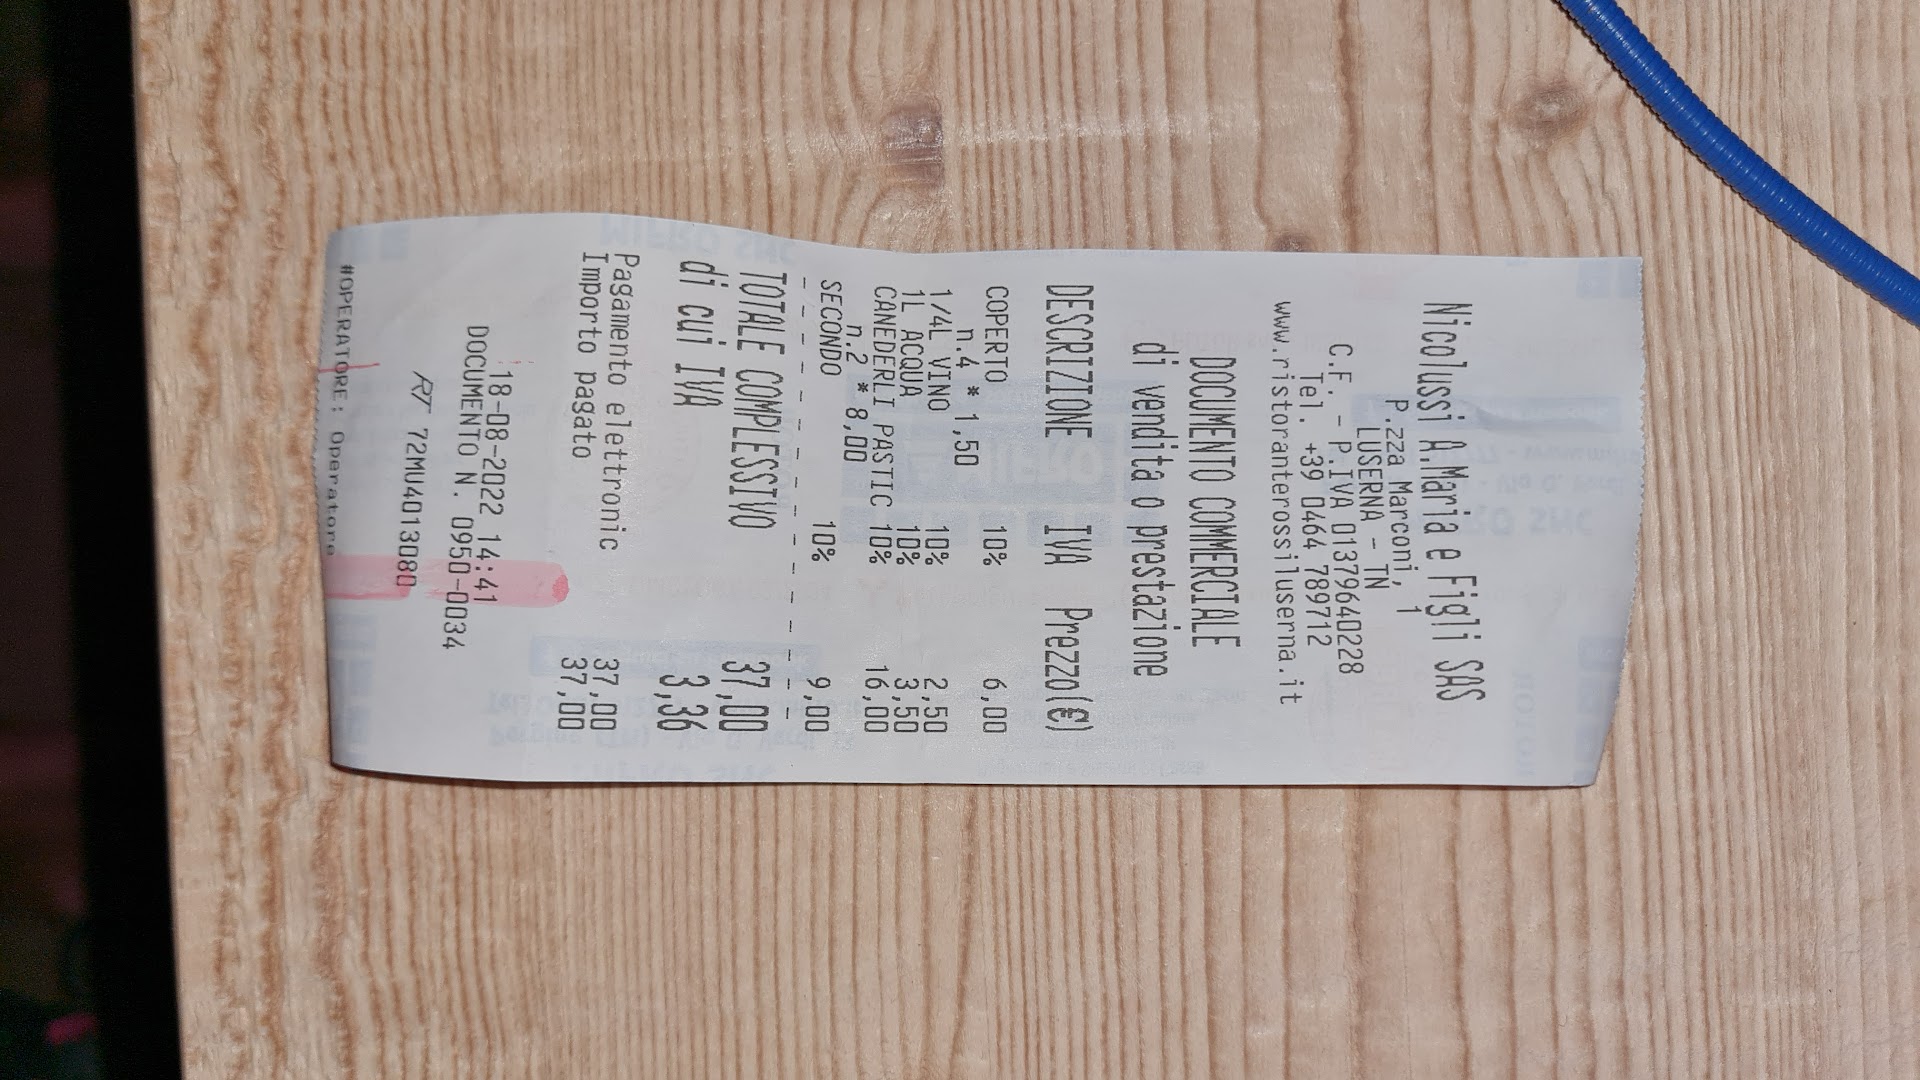 Nicolussi A.Maria e Figli SAS
P.zza Marconi, 1
LUSERNA - TN
C.F. - P.IVA 01379640228
Tel. +39 0464 789712
www.ristoranterossiluserna.it
DOCUMENTO COMMERCIALE
di vendita o prestazione
DESCRIZIONE IVA Prezzo(€)
COPERTO 10% 6,00
n.4 * 1,50
1/4L VINO 10% 2,50
1L ACQUA 10% 3,50
CANEDERLI PASTIC 10% 16,00
n.2 * 8,00
SECONDO 10% 9,00
TOTALE COMPLESSIVO 37,00
di cui IVA 3,36
Pagamento elettronic 37,00
Importo pagato 37,00
18-08-2022 14:41
DOCUMENTO N. 0950-0034
RT 72MU4013080
#OPERATORE: Operatore